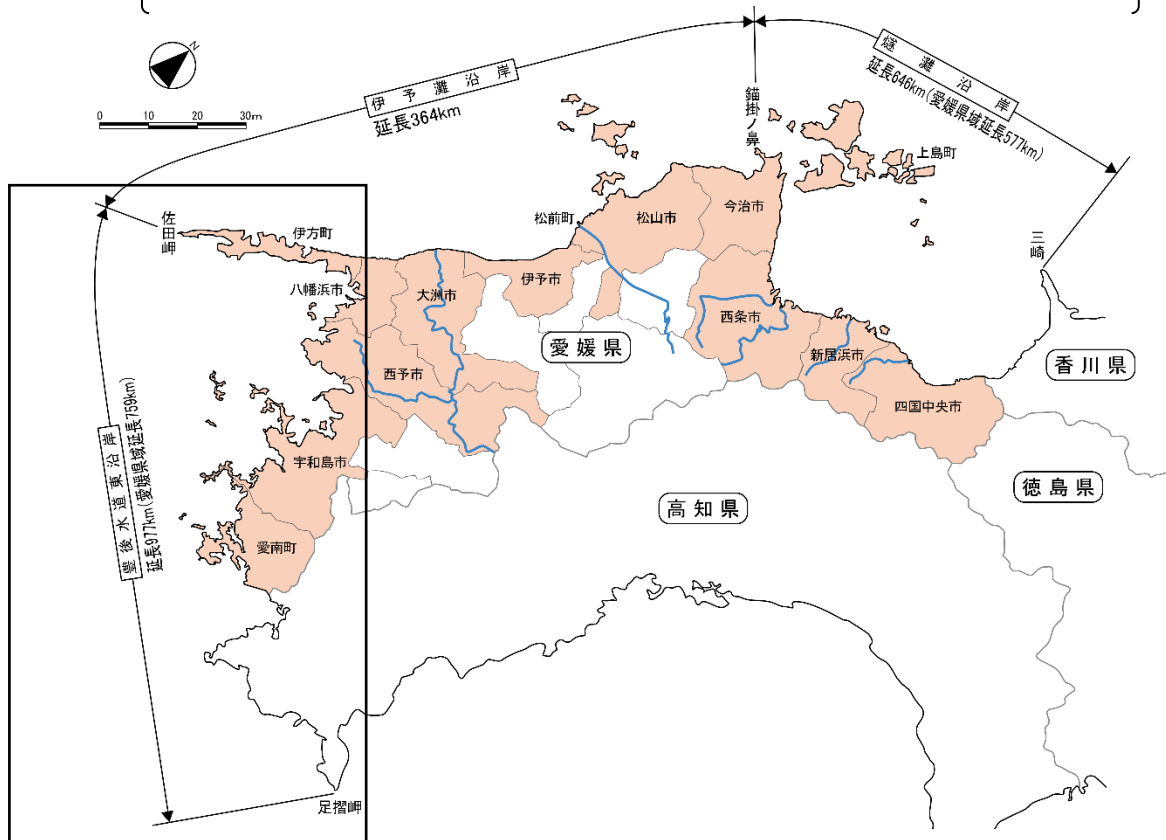 N
0 10 20 30m
伊予灘沿岸
延長364km
錨掛ノ鼻
燧灘沿岸
延長646km(愛媛県域延長577km)
上島町
三崎
佐田岬
伊方町
松前町
松山市
今治市
八幡浜市
大洲市
伊予市
西条市
新居浜市
愛媛県
香川県
西予市
四国中央市
豊後水道東沿岸
延長977km(愛媛県域延長759km)
宇和島市
徳島県
高知県
愛南町
足摺岬